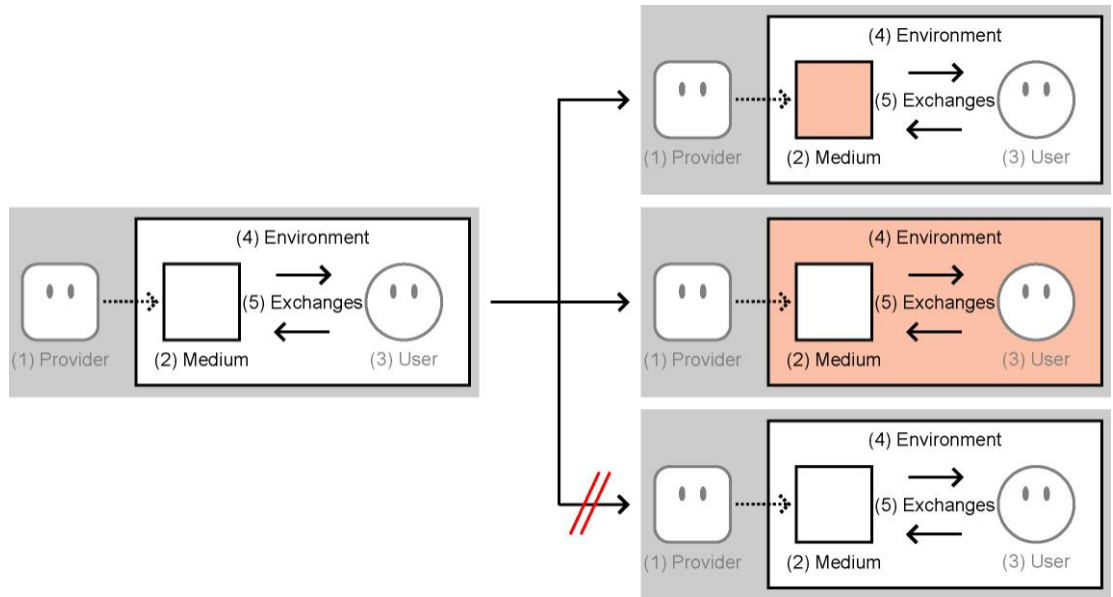 (4) Environment
(5) Exchanges
(1) Provider
(2) Medium
(3) User
(4) Environment
(5) Exchanges
(1) Provider
(2) Medium
(3) User
(4) Environment
(5) Exchanges
(1) Provider
(2) Medium
(3) User
(4) Environment
(5) Exchanges
(1) Provider
(2) Medium
(3) User